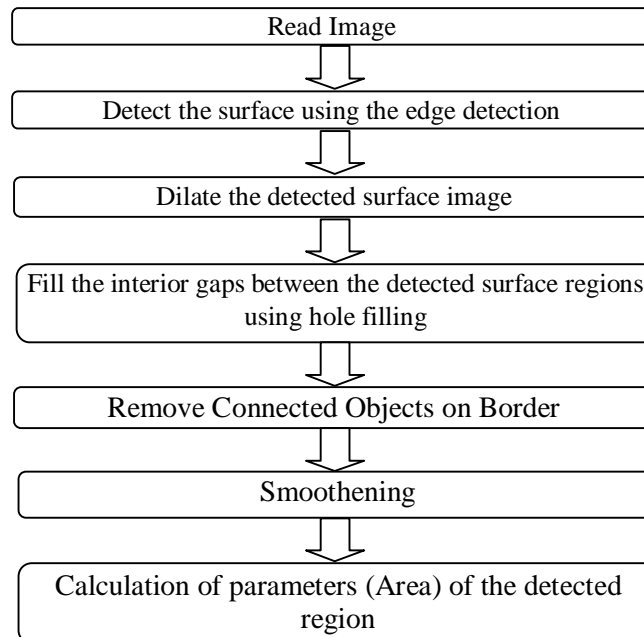 Read Image
Detect the surface using the edge detection
Dilate the detected surface image
Fill the interior gaps between the detected surface regions
using hole filling
Remove Connected Objects on Border
Smoothening
Calculation of parameters (Area) of the detected
region